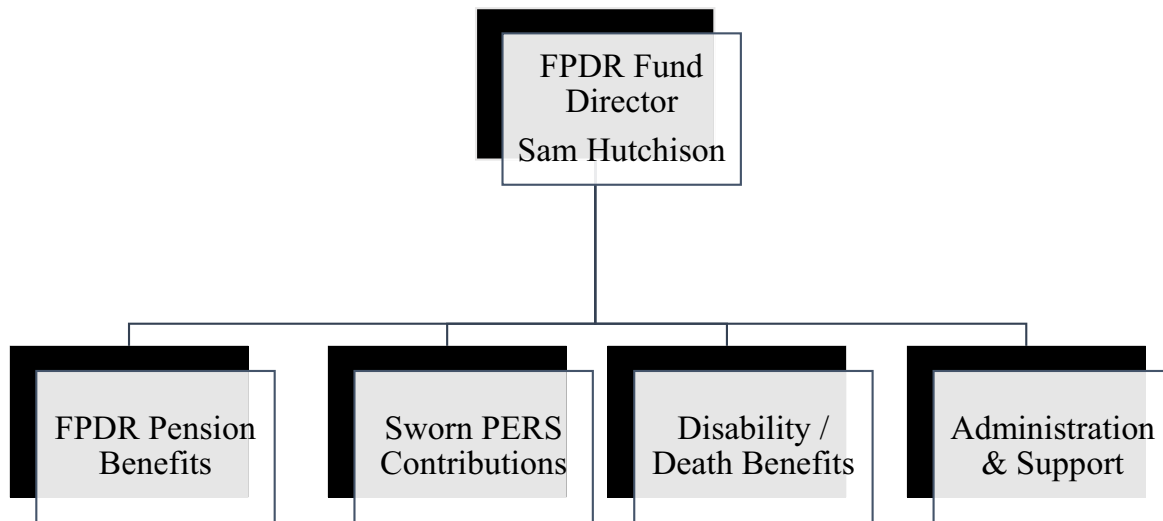 FPDR Fund
Director
Sam Hutchison
FPDR Pension
Benefits
Sworn PERS
Contributions
Disability /
Death Benefits
Administration
& Support